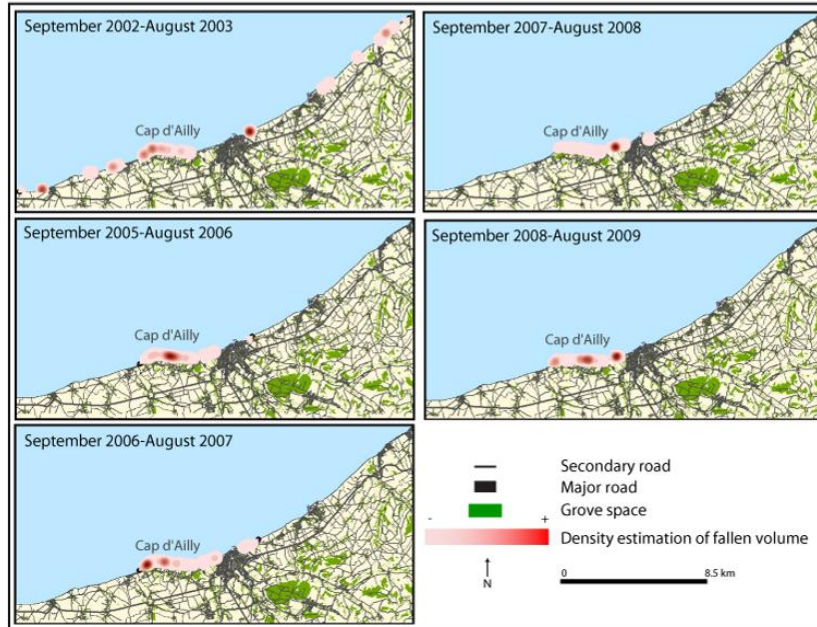 September 2002-August 2003
Cap d'Ailly
September 2007-August 2008
Cap d'Ailly
September 2005-August 2006
Cap d'Ailly
September 2008-August 2009
Cap d'Ailly
September 2006-August 2007
Cap d'Ailly
Secondary road
Major road
Grove space
- +
Density estimation of fallen volume
N
0 8.5 km